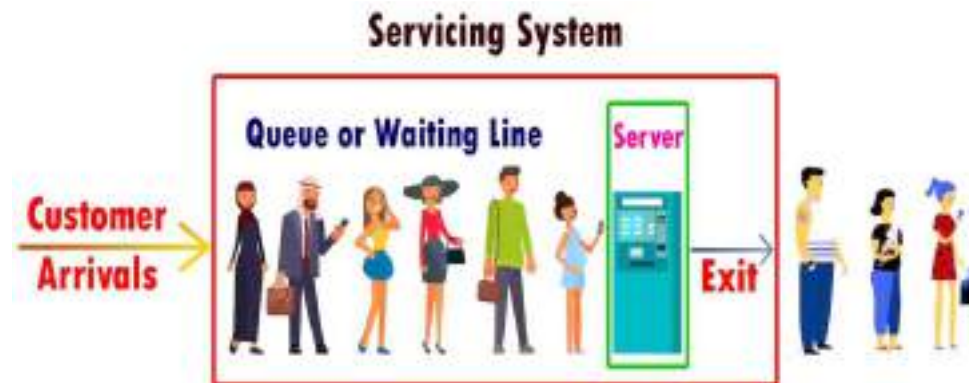 Servicing System
Queue or Waiting Line
Server
Customer
Arrivals
Exit